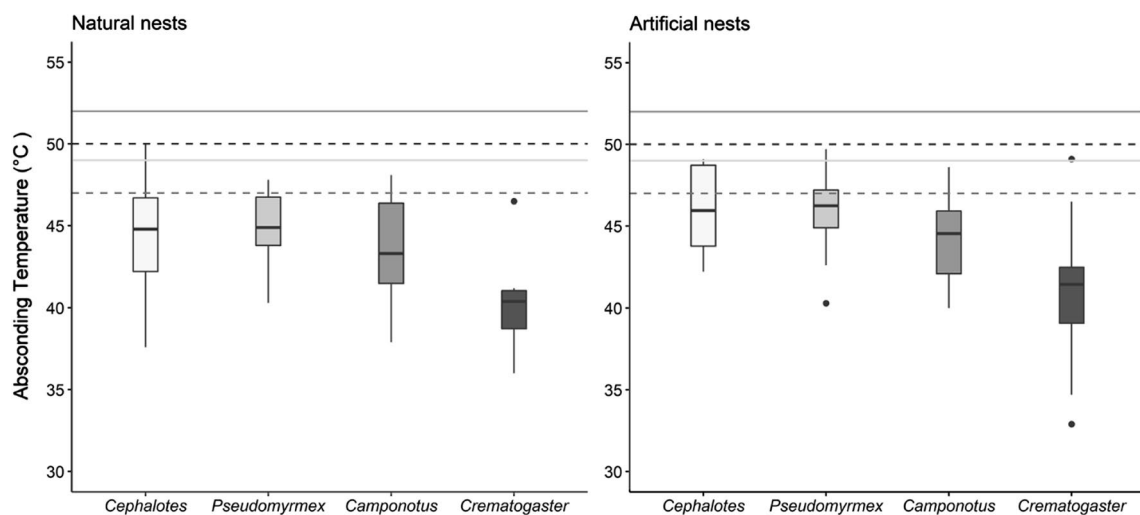 Natural nests
Artificial nests
Absconding Temperature (°C )
55
50
45
40
35
30
Cephalotes
Pseudomyrmex
Camponotus
Crematogaster
55
50
45
40
35
30
Cephalotes
Pseudomyrmex
Camponotus
Crematogaster